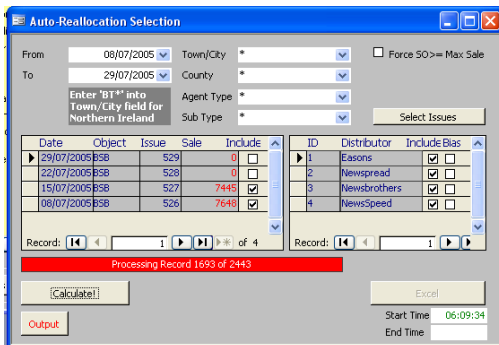 Auto-Reallocation Selection
From 08/07/2005 Town/City * Force SO>= Max Sale
To 29/07/2005 County *
Enter 'BT*' into
Town/City field for
Northern Ireland
Agent Type *
Sub Type * Select Issues
Date Object Issue Sale Include
29/07/2005 BSB 529 0
22/07/2005 BSB 528 0
15/07/2005 BSB 527 7445
08/07/2005 BSB 526 7648
Record: 1 of 4
ID Distributor Include Bias
1 Easons
2 Newspread
3 Newsbrothers
4 NewsSpeed
Record: 1
Processing Record 1693 of 2443
Calculate! Excel
Output
Start Time 06:09:34
End Time